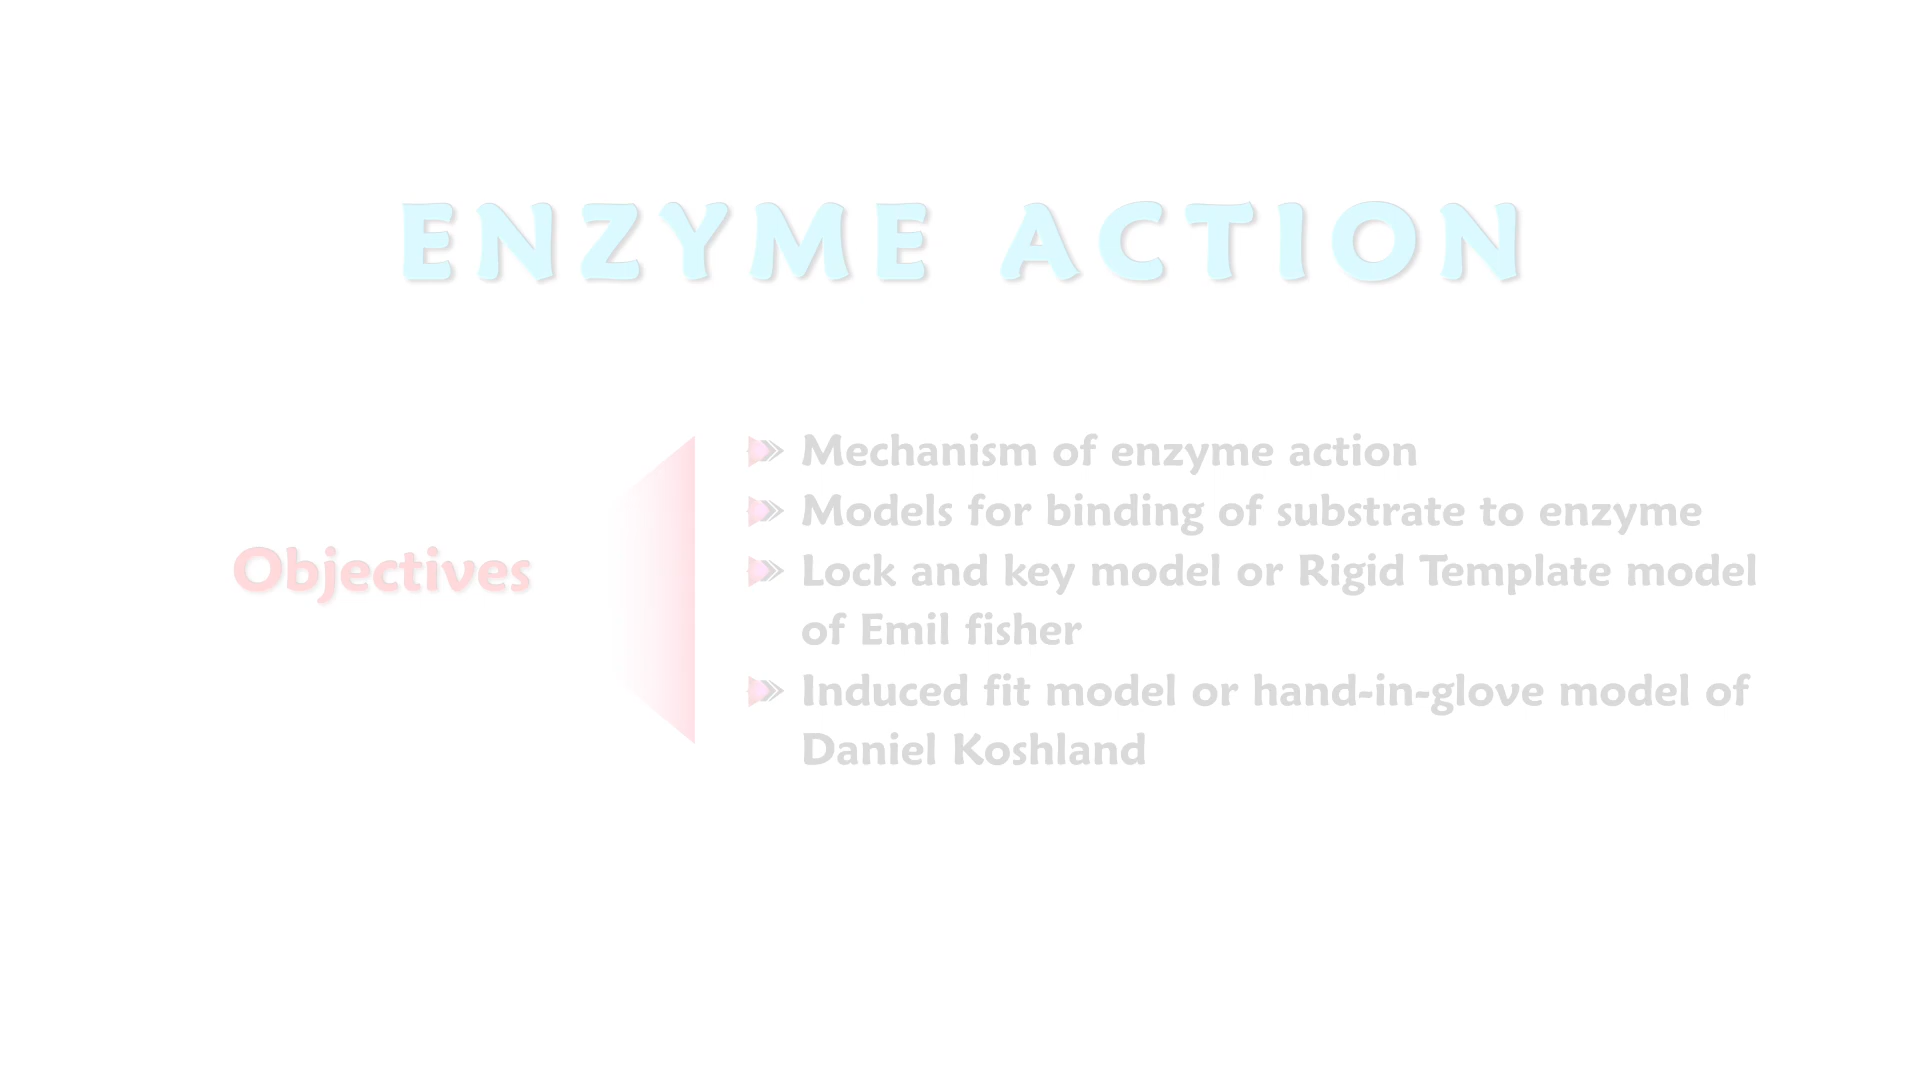 ENZYME ACTION
Objectives
Mechanism of enzyme action
Models for binding of substrate to enzyme
Lock and key model or Rigid Template model
of Emil fisher
Induced fit model or hand-in-glove model of
Daniel Koshland